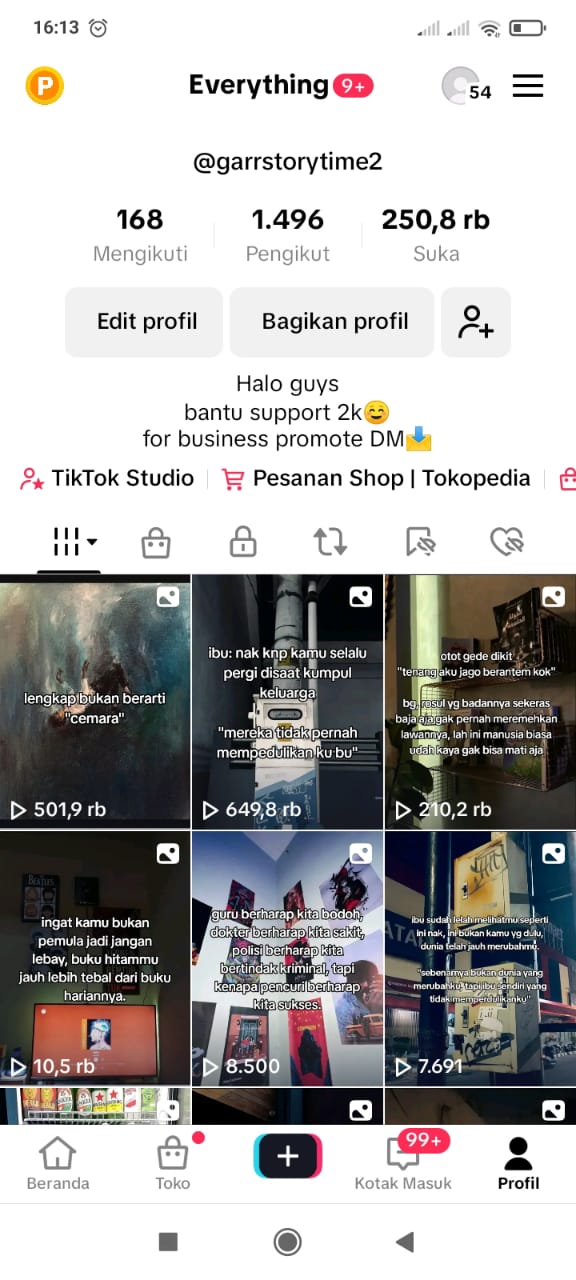 16:13
P
Everything 9+
54
@garrstorytime2
168 1.496 250,8 rb
Mengikuti Pengikut Suka
Edit profil Bagikan profil
Halo guys
bantu support 2k😊
for business promote DM📩
TikTok Studio Pesanan Shop | Tokopedia
lengkap bukan berarti
"cemara"
501,9 rb
ibu: nak knp kamu selalu
pergi disaat kumpul
keluarga
"mereka tidak pernah
mempedulikan ku bu"
649,8 rb
otot gede dikit
"tenang aku jago berantem kok"
bg, rosul yg badannya sekeras
baja aja gak pernah meremehkan
lawannya, lah ini manusia biasa
udah kaya gak bisa mati aja
210,2 rb
BEATLES
ingat kamu bukan
pemula jadi jangan
lebay, buku hitammu
jauh lebih tebal dari buku
hariannya.
10,5 rb
guru berharap kita bodoh,
dokter berharap kita sakit,
polisi berharap kita
bertindak kriminal, tapi
kenapa pencuri berharap
kita sukses.
8.500
ibu sudah lelah melihatmu seperti
ini nak, ini bukan kamu yg dulu,
dunia telah jauh merubahmu.
"sebenarnya bukan dunia yang
merubahku, tapi ibu sendiri yang
tidak memperdulikanku"
7.691
99+
Beranda Toko Kotak Masuk Profil